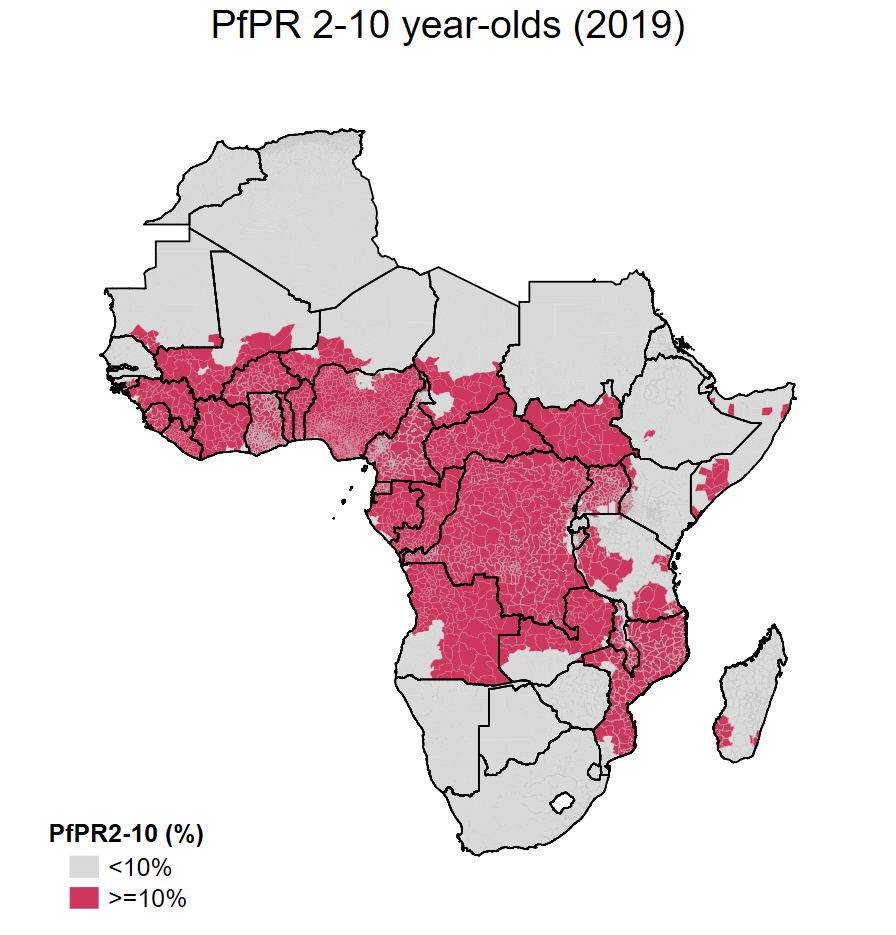 PfPR 2-10 year-olds (2019)
PfPR2-10 (%)
<10%
>=10%